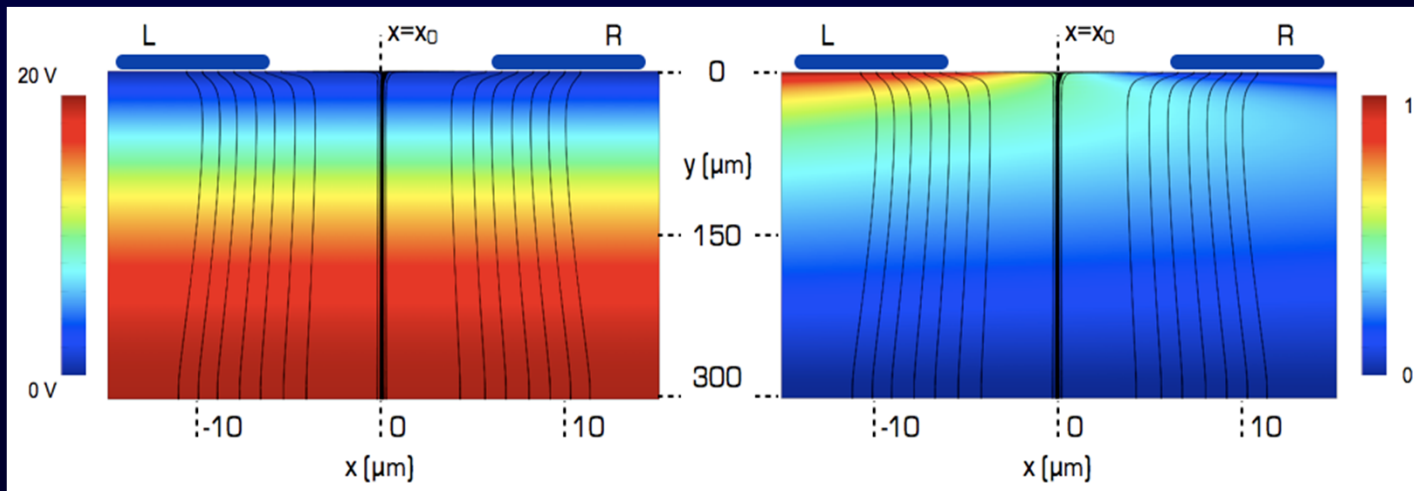 L x=x₀ R L x=x₀ R
20 V 0 1
y (µm)
150
0 V 300 0
-10 0 10 -10 0 10
x (µm) x (µm)